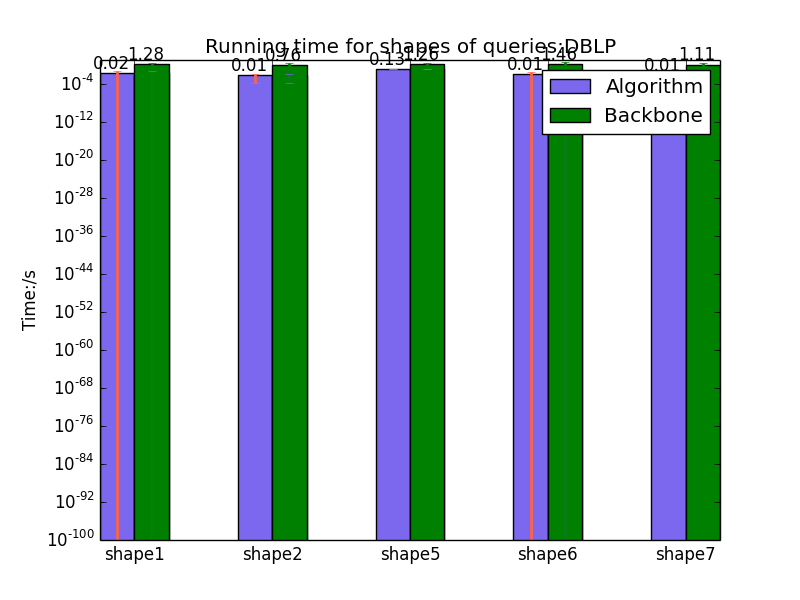 Running time for shapes of queries:DBLP
0.02 1.28 0.01 0.76 0.13 1.26 0.01 1.46 0.01 1.11
Algorithm
Backbone
Time:/s
10^-4
10^-12
10^-20
10^-28
10^-36
10^-44
10^-52
10^-60
10^-68
10^-76
10^-84
10^-92
10^-100
shape1 shape2 shape5 shape6 shape7